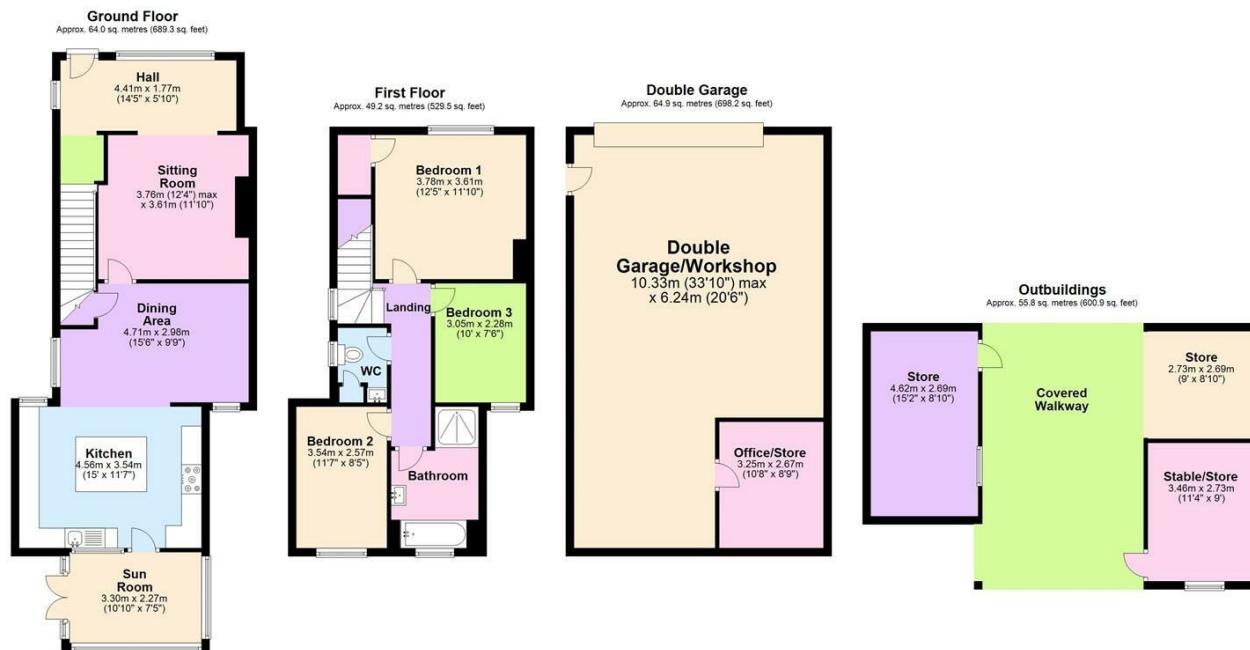 Ground Floor
Approx. 64.0 sq. metres (689.3 sq. feet)
Hall
4.41m x 1.77m
(14'5" x 5'10")
Sitting
Room
3.76m (12'4") max
x 3.61m (11'10")
Dining
Area
4.71m x 2.98m
(15'6" x 9'9")
Kitchen
4.56m x 3.54m
(15' x 11'7")
Sun
Room
3.30m x 2.27m
(10'10" x 7'5")
First Floor
Approx. 49.2 sq. metres (529.5 sq. feet)
Bedroom 1
3.78m x 3.61m
(12'5" x 11'10")
Landing
Bedroom 3
3.05m x 2.28m
(10' x 7'6")
WC
Bedroom 2
3.54m x 2.57m
(11'7" x 8'5")
Bathroom
Double Garage
Approx. 64.9 sq. metres (698.2 sq. feet)
Double
Garage/Workshop
10.33m (33'10") max
x 6.24m (20'6")
Office/Store
3.25m x 2.67m
(10'8" x 8'9")
Outbuildings
Approx. 55.8 sq. metres (600.9 sq. feet)
Store
4.62m x 2.69m
(15'2" x 8'10")
Covered
Walkway
Store
2.73m x 2.69m
(9' x 8'10")
Stable/Store
3.46m x 2.73m
(11'4" x 9')